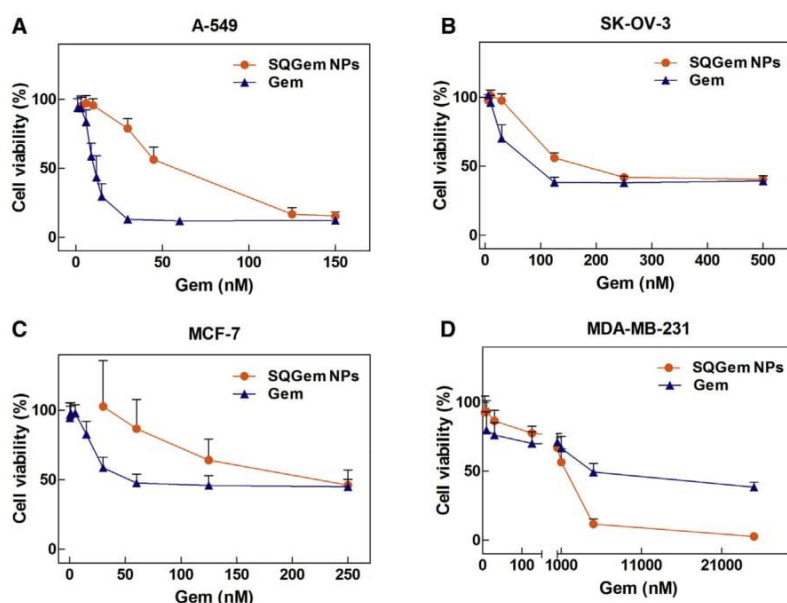 A
A-549
SQGem NPs
Gem
Cell viability (%)
100
50
0
0 50 100 150
Gem (nM)
B
SK-OV-3
SQGem NPs
Gem
Cell viability (%)
100
50
0
0 100 200 300 400 500
Gem (nM)
C
MCF-7
SQGem NPs
Gem
Cell viability (%)
100
50
0
0 50 100 150 200 250
Gem (nM)
D
MDA-MB-231
SQGem NPs
Gem
Cell viability (%)
100
50
0
0 100 1000 11000 21000
Gem (nM)